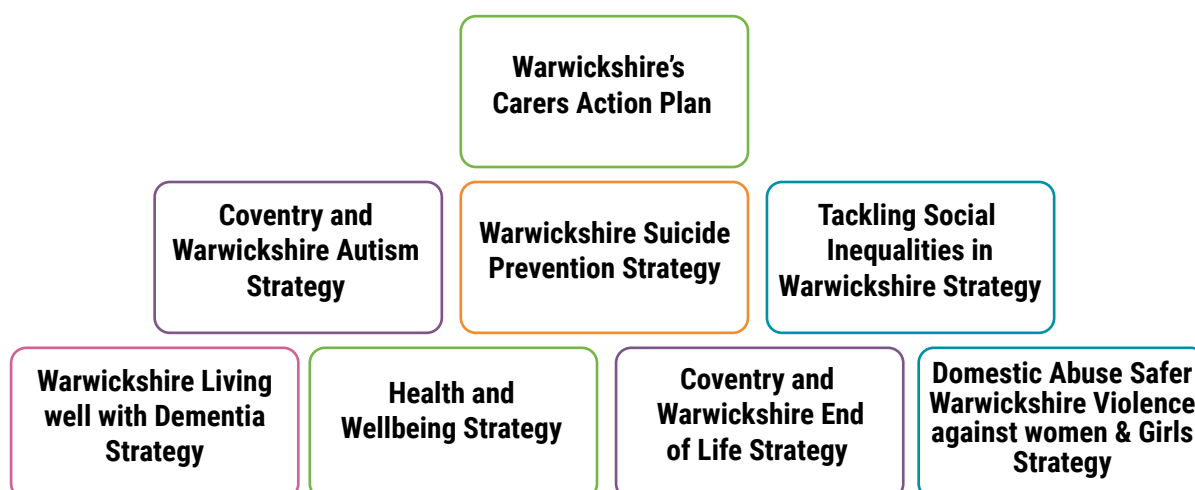 Warwickshire's
Carers Action Plan
Coventry and
Warwickshire Autism
Strategy
Warwickshire Suicide
Prevention Strategy
Tackling Social
Inequalities in
Warwickshire Strategy
Warwickshire Living
well with Dementia
Strategy
Health and
Wellbeing Strategy
Coventry and
Warwickshire End
of Life Strategy
Domestic Abuse Safer
Warwickshire Violence
against women & Girls
Strategy